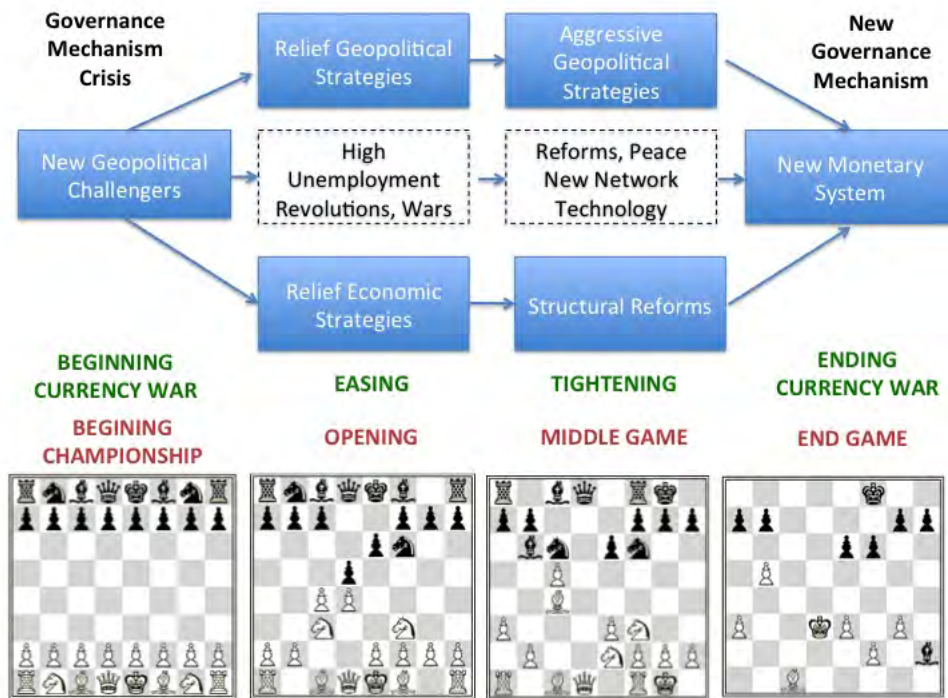 Governance
Mechanism
Crisis
Relief Geopolitical
Strategies
Aggressive
Geopolitical
Strategies
New
Governance
Mechanism
New Geopolitical
Challengers
High
Unemployment
Revolutions, Wars
Reforms, Peace
New Network
Technology
New Monetary
System
Relief Economic
Strategies
Structural Reforms
BEGINNING
CURRENCY WAR
EASING
TIGHTENING
ENDING
CURRENCY WAR
BEGINING
CHAMPIONSHIP
OPENING
MIDDLE GAME
END GAME